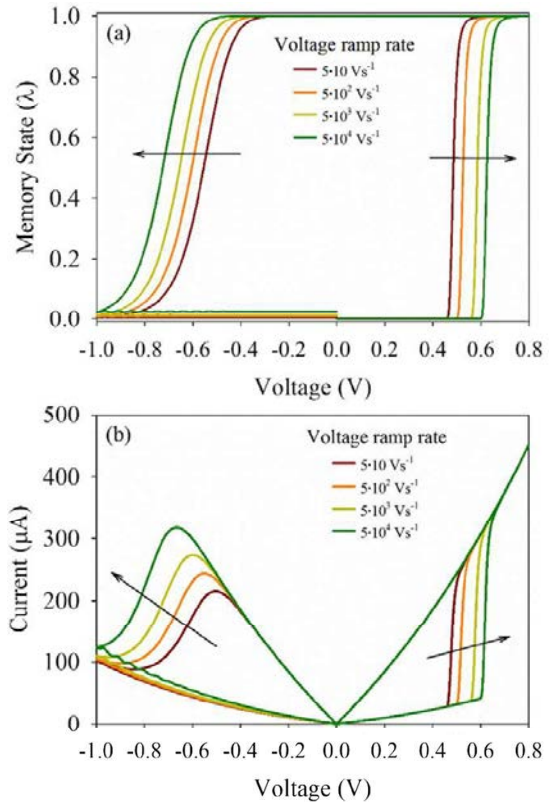 (a)
Voltage ramp rate
5·10 Vs⁻¹
5·10² Vs⁻¹
5·10³ Vs⁻¹
5·10⁴ Vs⁻¹
Memory State (λ)
1.0
0.8
0.6
0.4
0.2
0.0
-1.0 -0.8 -0.6 -0.4 -0.2 0.0 0.2 0.4 0.6 0.8
Voltage (V)
(b)
Voltage ramp rate
5·10 Vs⁻¹
5·10² Vs⁻¹
5·10³ Vs⁻¹
5·10⁴ Vs⁻¹
Current (μA)
500
400
300
200
100
0
-1.0 -0.8 -0.6 -0.4 -0.2 0.0 0.2 0.4 0.6 0.8
Voltage (V)